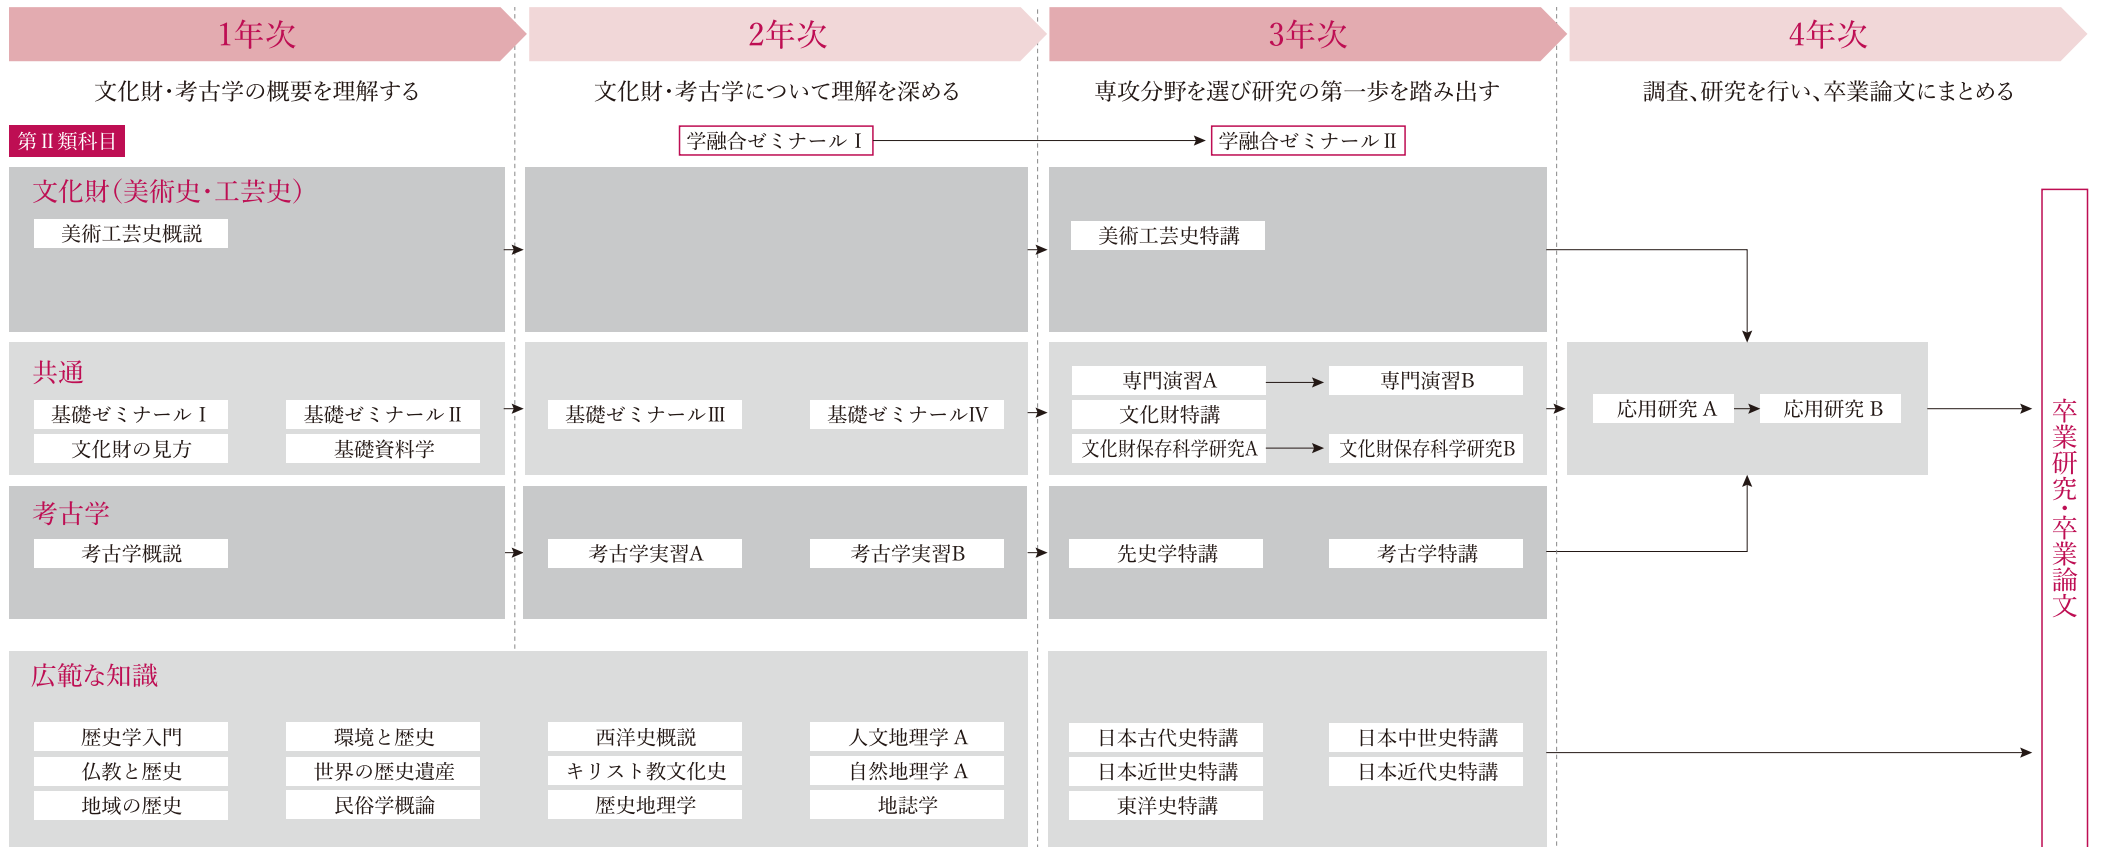 1年次
2年次
3年次
4年次
文化財・考古学の概要を理解する
文化財・考古学について理解を深める
専攻分野を選び研究の第一歩を踏み出す
調査、研究を行い、卒業論文にまとめる
第Ⅱ類科目
学融合ゼミナールⅠ
学融合ゼミナールⅡ
文化財（美術史・工芸史）
美術工芸史概説
美術工芸史特講
共通
基礎ゼミナールⅠ
基礎ゼミナールⅡ
基礎ゼミナールⅢ
基礎ゼミナールⅣ
文化財の見方
基礎資料学
専門演習A
専門演習B
文化財特講
文化財保存科学研究A
文化財保存科学研究B
応用研究 A
応用研究 B
考古学
考古学概説
考古学実習A
考古学実習B
先史学特講
考古学特講
広範な知識
歴史学入門
環境と歴史
西洋史概説
人文地理学 A
仏教と歴史
世界の歴史遺産
キリスト教文化史
自然地理学 A
地域の歴史
民俗学概論
歴史地理学
地誌学
日本古代史特講
日本中世史特講
日本近世史特講
日本近代史特講
東洋史特講
卒業研究・卒業論文